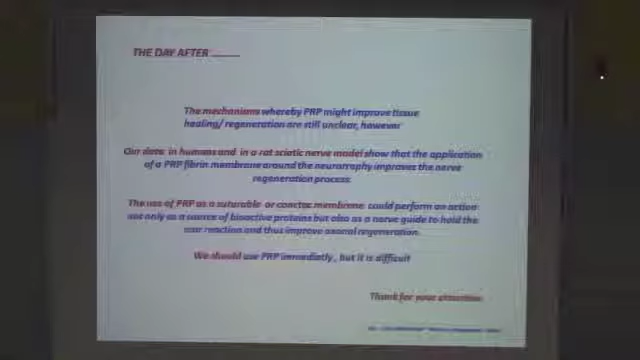 THE DAY AFTER ........
The mechanisms whereby PRP might improve tissue
healing/ regeneration are still unclear, however
Our data in humans and in a rat sciatic nerve model show that the application
of a PRP fibrin membrane around the neurorraphy improves the nerve
regeneration process.
The use of PRP as a suturable or membrane could perform an action
not only as a source of bioactive proteins but also as a nerve guide to hold the
scar reaction and thus improve axonal regeneration.
We should use PRP immediatly, but it is difficult
Thank for your attention